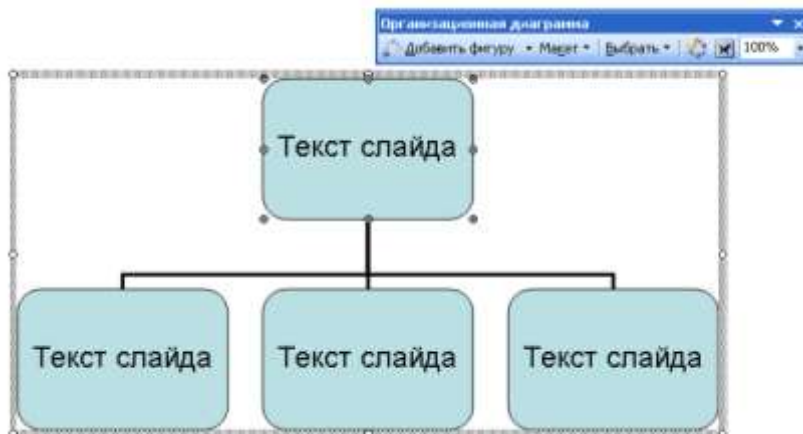 Организационная диаграмма
Добавить фигуру Макет Выбрать 100%
Текст слайда
Текст слайда Текст слайда Текст слайда